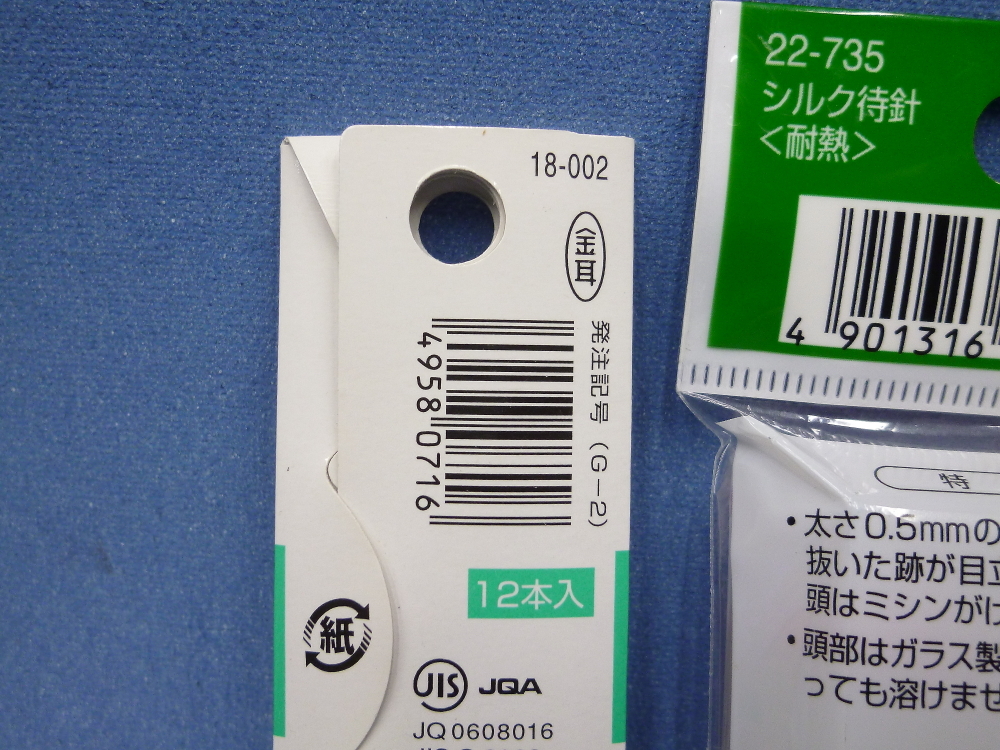 18-002
金耳
発注記号(G-2)
4958 0716
12本入
紙
JIS JQA
JQ0608016
22-735
シルク待針
<耐熱>
4 901316
特
・太さ0.5mmの
抜いた跡が目立
頭はミシンがけ
・頭部はガラス製
っても溶けませ